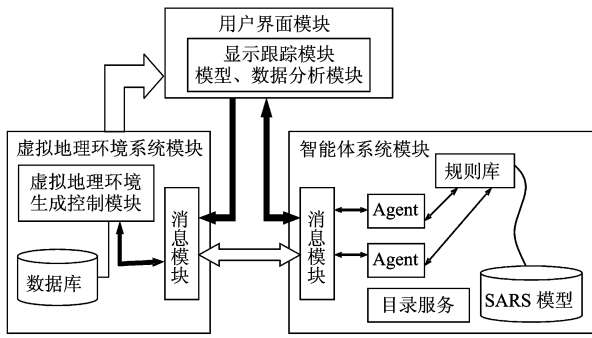 用户界面模块
显示跟踪模块
模型、数据分析模块
虚拟地理环境系统模块
虚拟地理环境
生成控制模块
数据库
消息模块
智能体系统模块
消息模块
Agent
Agent
规则库
目录服务
SARS 模型